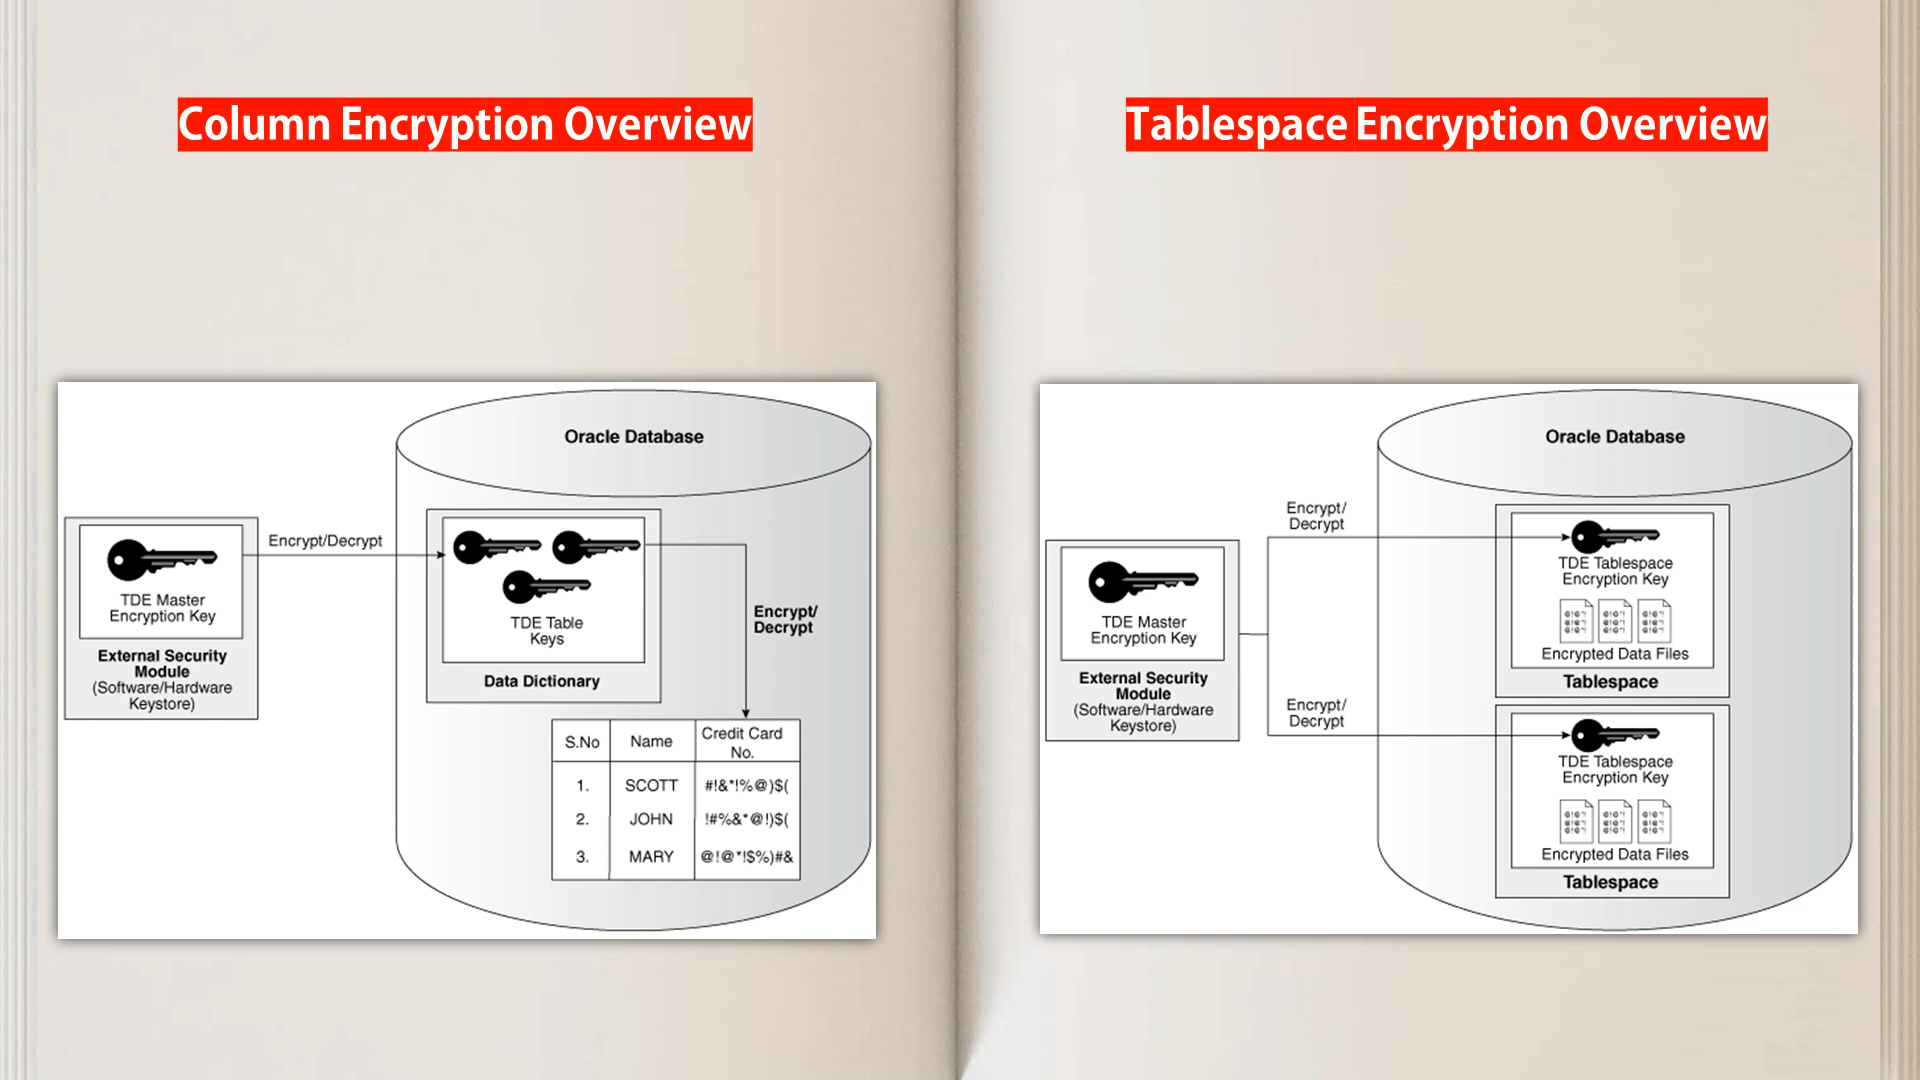 Column Encryption Overview
Oracle Database
TDE Master
Encryption Key
External Security
Module
(Software/Hardware
Keystore)
Encrypt/Decrypt
TDE Table
Keys
Data Dictionary
Encrypt/
Decrypt
S.No Name Credit Card No.
1. SCOTT #!&*!%@)$(
2. JOHN !#%&*@!)$(
3. MARY @!@*!$%)#&
Tablespace Encryption Overview
Oracle Database
TDE Master
Encryption Key
External Security
Module
(Software/Hardware
Keystore)
Encrypt/
Decrypt
TDE Tablespace
Encryption Key
Encrypted Data Files
Tablespace
Encrypt/
Decrypt
TDE Tablespace
Encryption Key
Encrypted Data Files
Tablespace